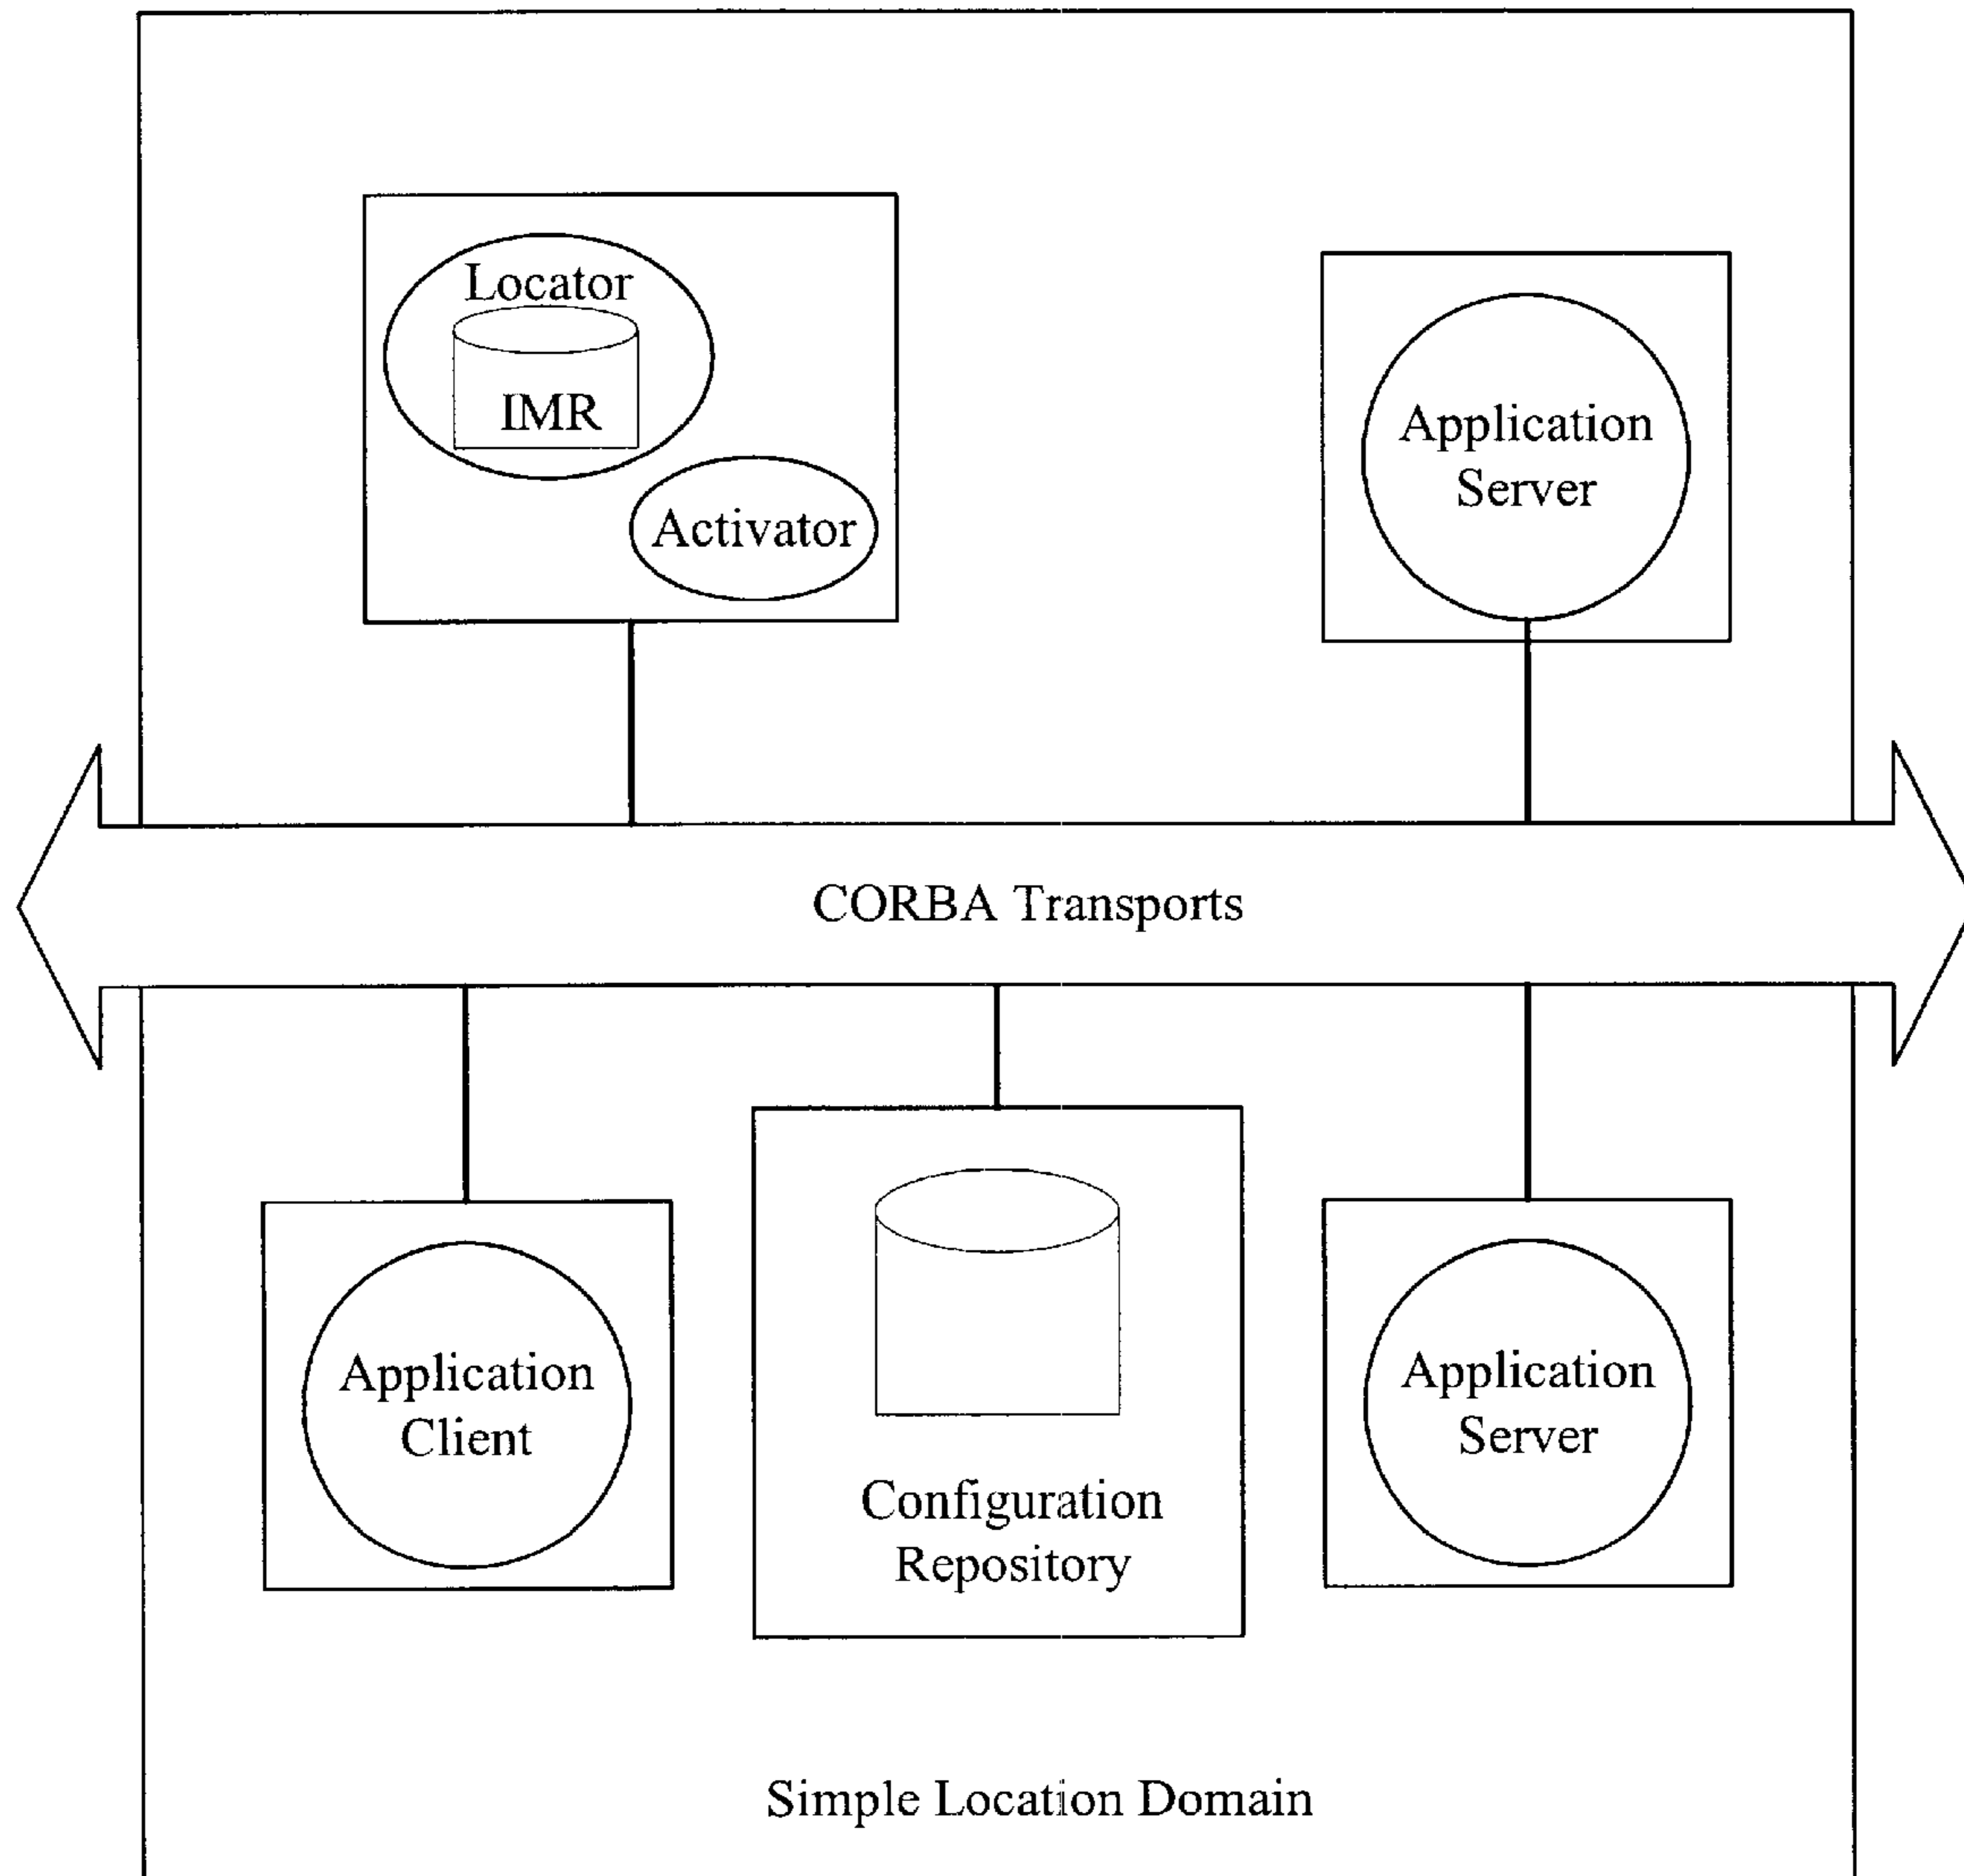 Locator
IMR
Activator
Application
Server
CORBA Transports
Application
Client
Configuration
Repository
Application
Server
Simple Location Domain